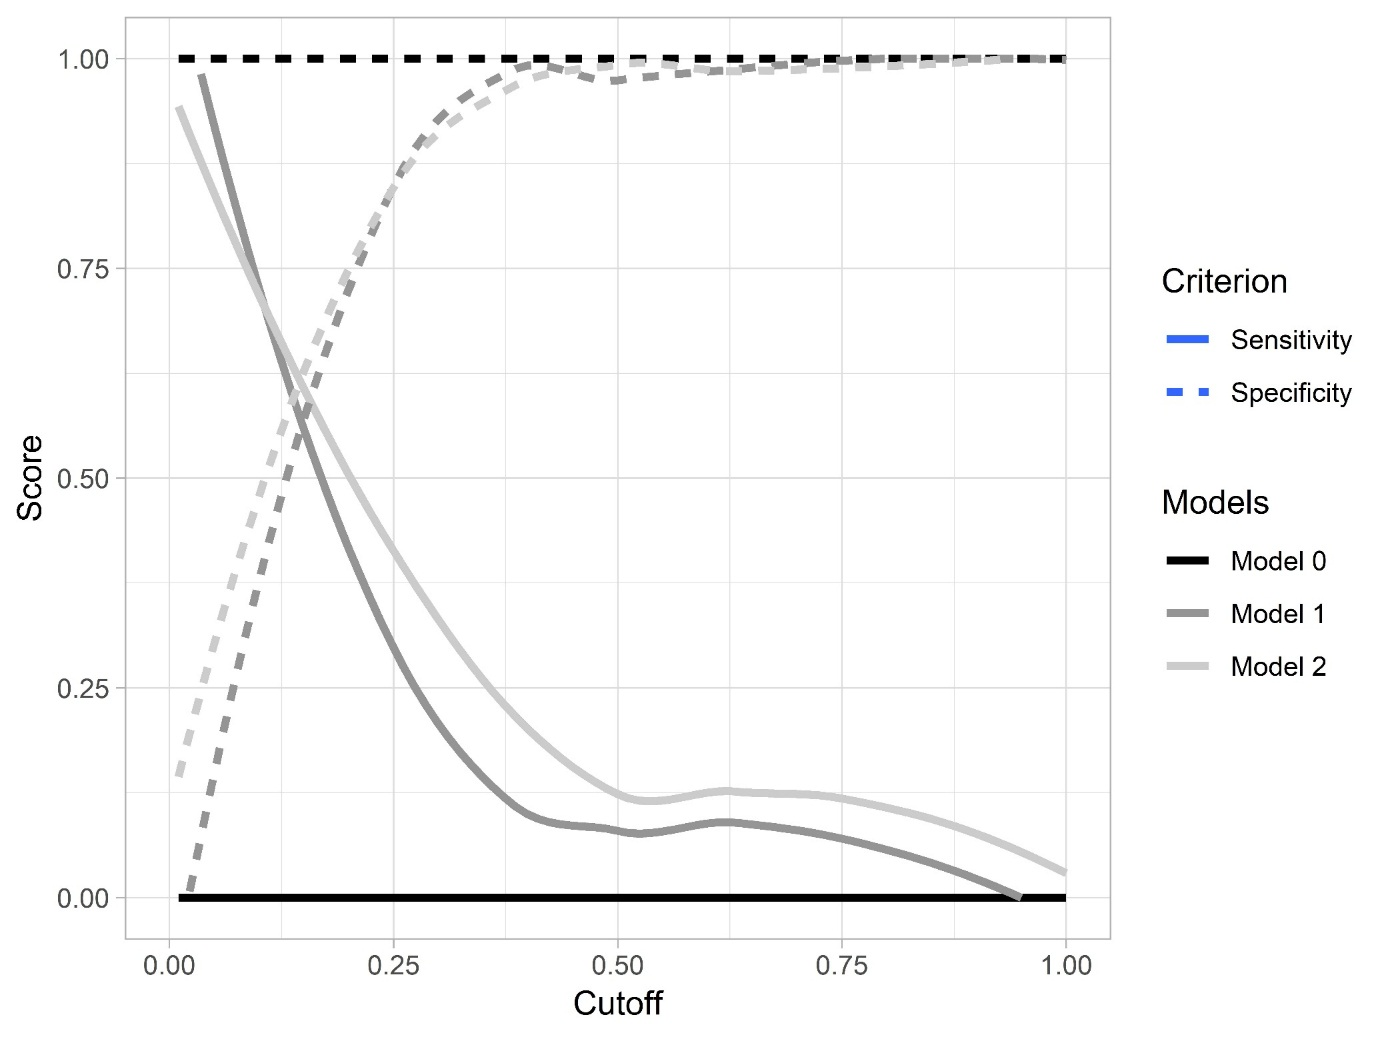 1.00
0.75
0.50
0.25
0.00
Score
0.00 0.25 0.50 0.75 1.00
Cutoff
Criterion
Sensitivity
Specificity
Models
Model 0
Model 1
Model 2